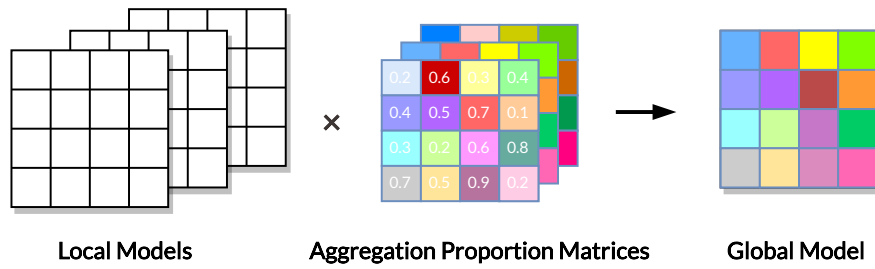 0.2 0.6 0.3 0.4
0.4 0.5 0.7 0.1
×
0.3 0.2 0.6 0.8
0.7 0.5 0.9 0.2
Local Models Aggregation Proportion Matrices Global Model